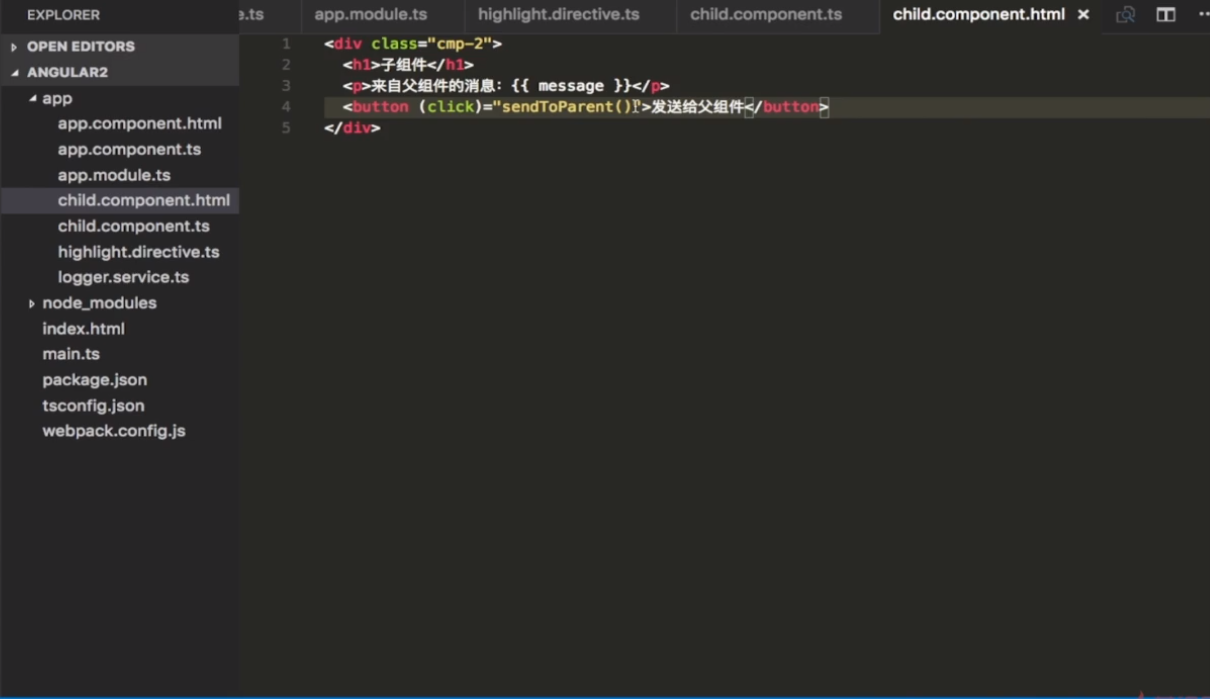 EXPLORER
e.ts
app.module.ts
highlight.directive.ts
child.component.ts
child.component.html
OPEN EDITORS
ANGULAR2
app
app.component.html
app.component.ts
app.module.ts
child.component.html
child.component.ts
highlight.directive.ts
logger.service.ts
node_modules
index.html
main.ts
package.json
tsconfig.json
webpack.config.js
1 <div class="cmp-2">
2 <h1>子组件</h1>
3 <p>来自父组件的消息: {{ message }}</p>
4 <button (click)="sendToParent()">发送给父组件</button>
5 </div>